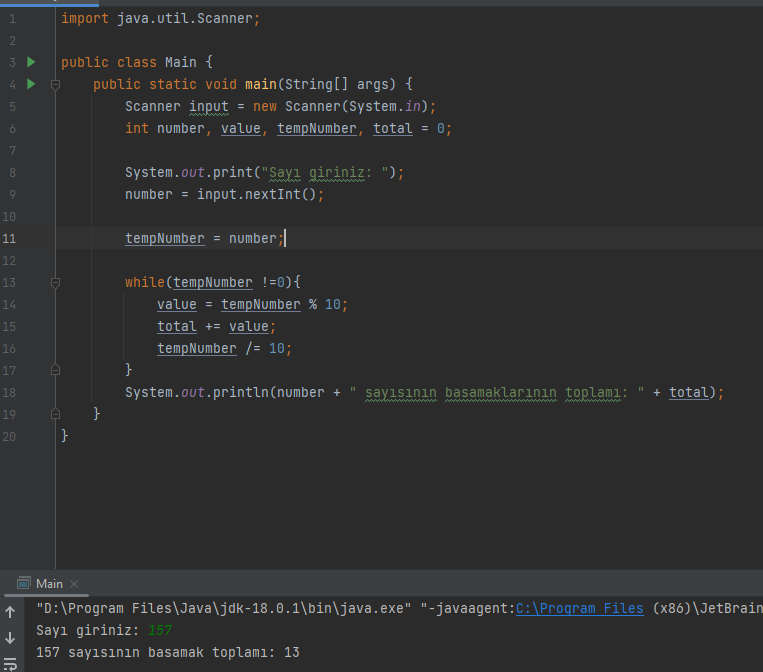 1 import java.util.Scanner;
2
3 public class Main {
4 public static void main(String[] args) {
5 Scanner input = new Scanner(System.in);
6 int number, value, tempNumber, total = 0;
7
8 System.out.print("Sayı giriniz: ");
9 number = input.nextInt();
10
11 tempNumber = number;
12
13 while(tempNumber !=0){
14 value = tempNumber % 10;
15 total += value;
16 tempNumber /= 10;
17 }
18 System.out.println(number + " sayısının basamaklarının toplamı: " + total);
19 }
20 }
Main ×
"D:\Program Files\Java\jdk-18.0.1\bin\java.exe" "-javaagent:C:\Program Files (x86)\JetBrain
Sayı giriniz: 157
157 sayısının basamak toplamı: 13